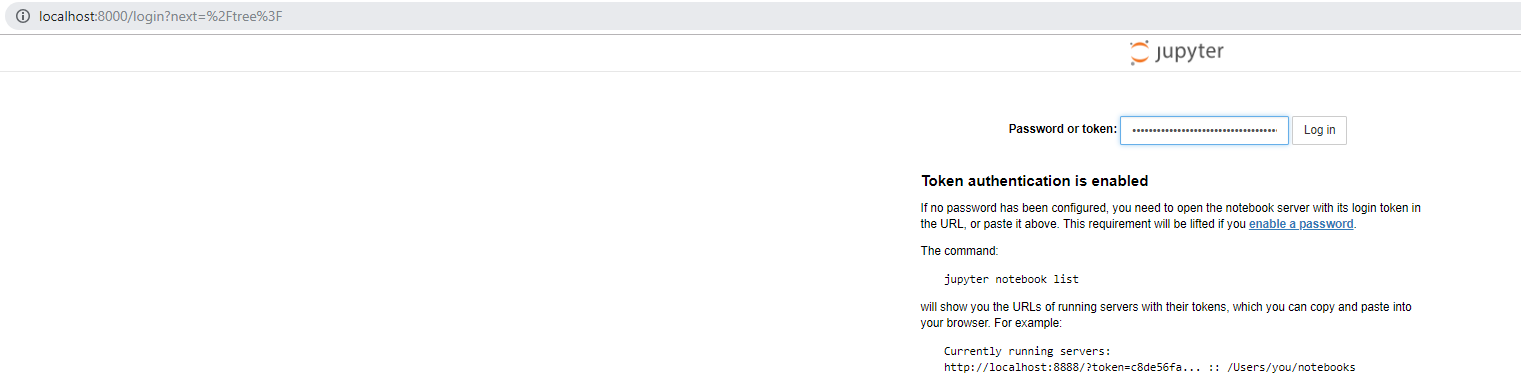 localhost:8000/login?next=%2Ftree%3F
jupyter
Password or token: ••••••••••••••••••••••••••••••••••• Log in
Token authentication is enabled
If no password has been configured, you need to open the notebook server with its login token in
the URL, or paste it above. This requirement will be lifted if you enable a password.
The command:
jupyter notebook list
will show you the URLs of running servers with their tokens, which you can copy and paste into
your browser. For example:
Currently running servers:
http://localhost:8888/?token=c8de56fa... :: /Users/you/notebooks